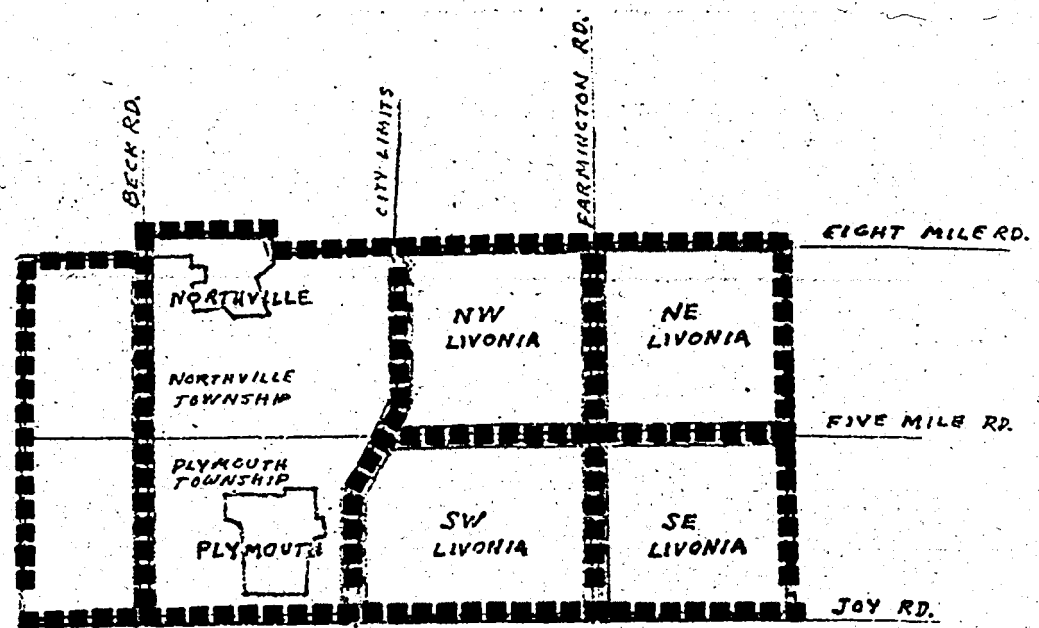 BECK RD.
CITY LIMITS
FARMINGTON RD.
EIGHT MILE RD.
NORTHVILLE
NW
LIVONIA
NE
LIVONIA
NORTHVILLE
TOWNSHIP
FIVE MILE RD.
PLYMOUTH
TOWNSHIP
PLYMOUTH
SW
LIVONIA
SE
LIVONIA
JOY RD.